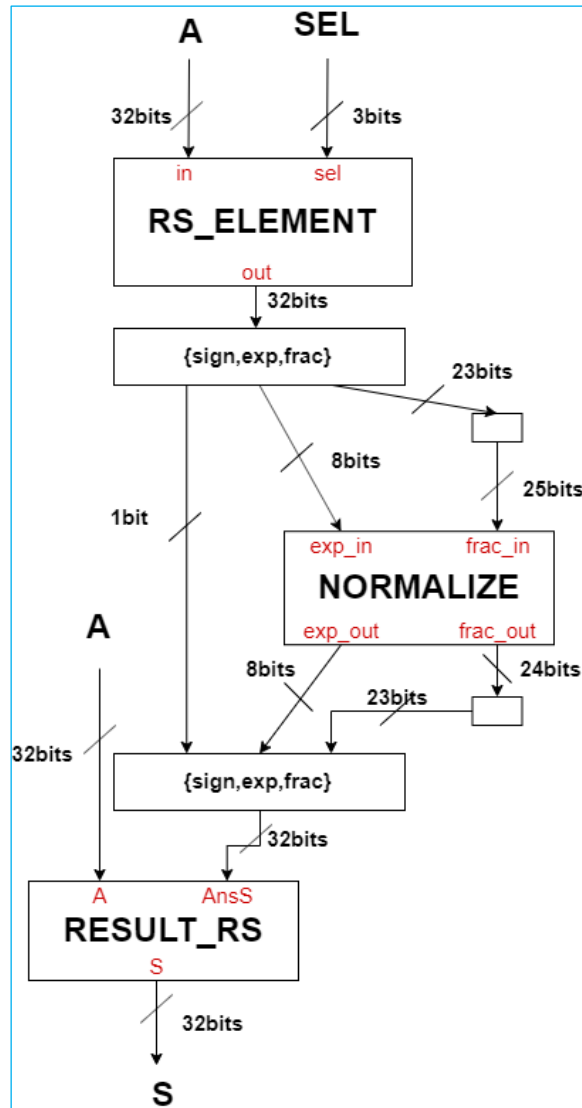 A
SEL
32bits
3bits
in
sel
RS_ELEMENT
out
32bits
{sign,exp,frac}
23bits
8bits
25bits
1bit
exp_in
frac_in
NORMALIZE
exp_out
frac_out
A
8bits
24bits
23bits
32bits
{sign,exp,frac}
32bits
A
AnsS
RESULT_RS
S
32bits
S